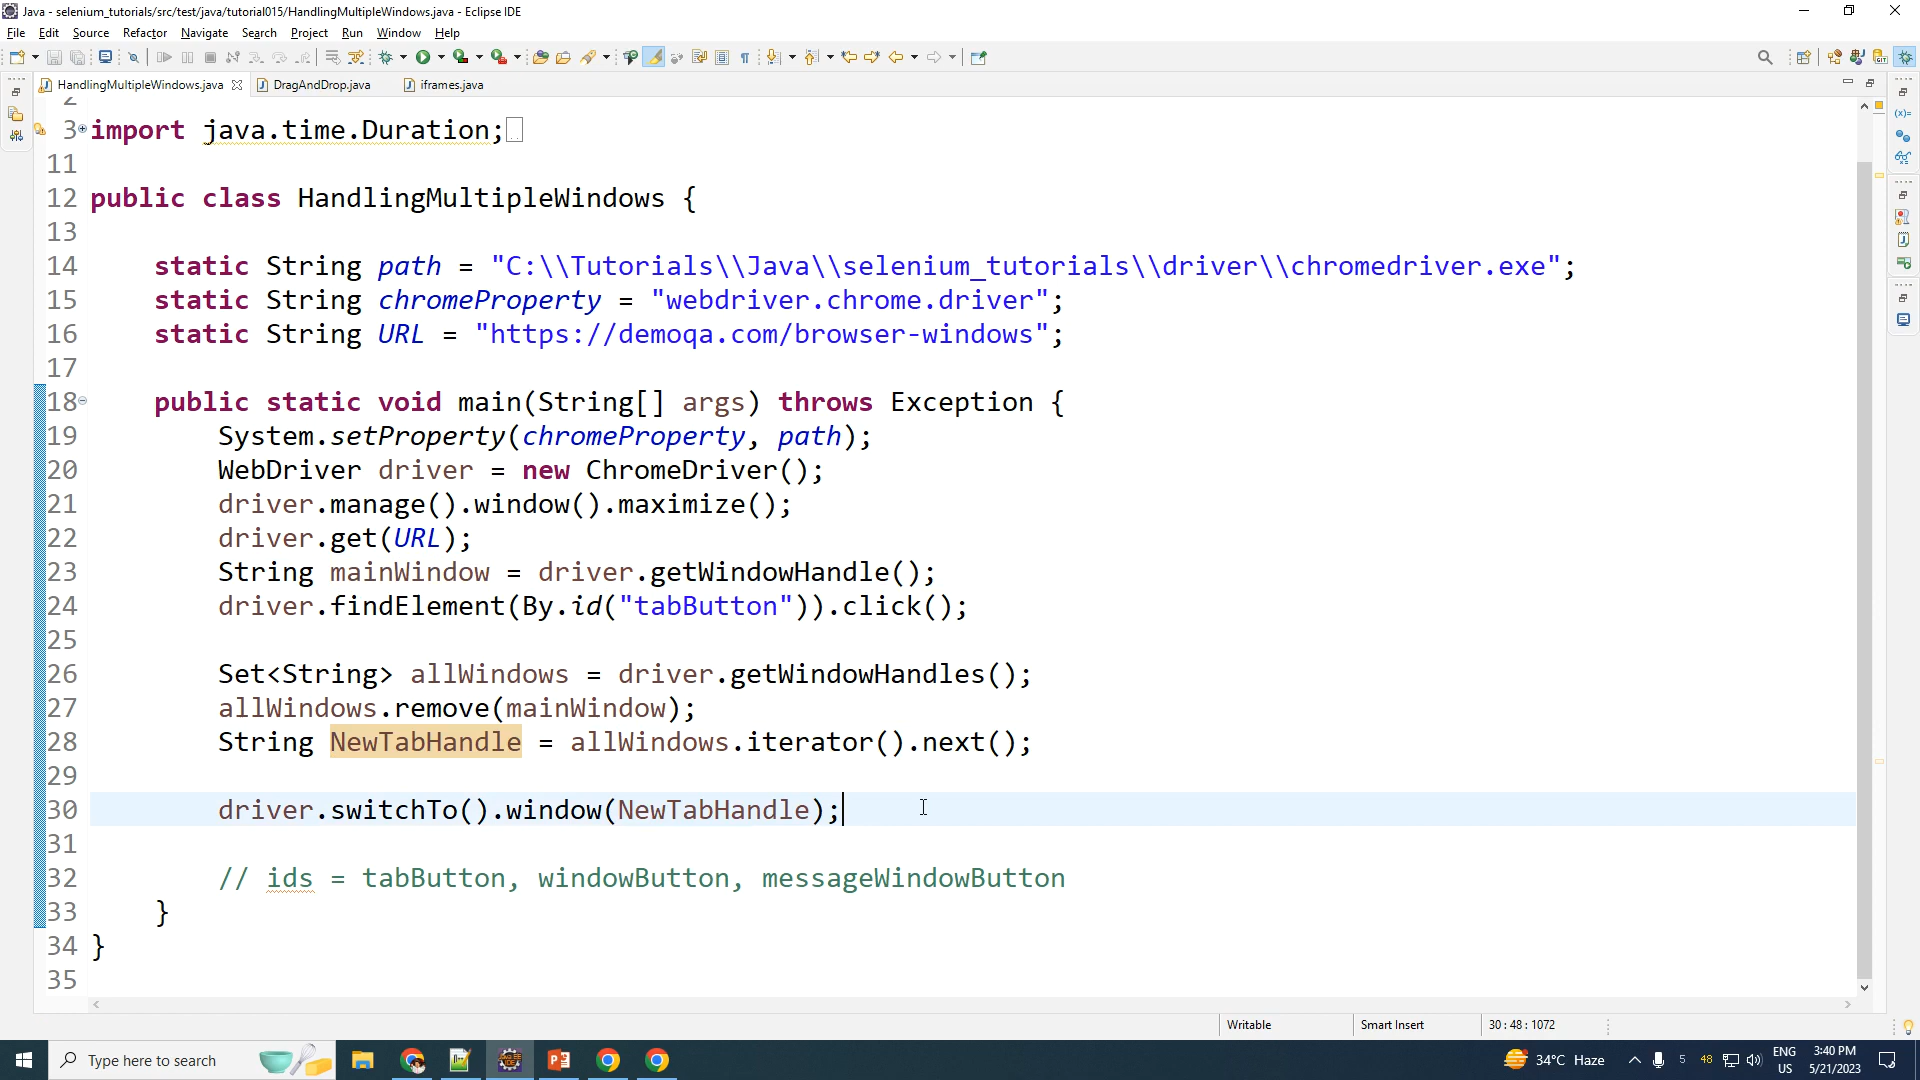 Java - selenium_tutorials/src/test/java/tutorial015/HandlingMultipleWindows.java - Eclipse IDE
File Edit Source Refactor Navigate Search Project Run Window Help
HandlingMultipleWindows.java DragAndDrop.java iframes.java
2
3 import java.time.Duration;
11
12 public class HandlingMultipleWindows {
13
14 static String path = "C:\\Tutorials\\Java\\selenium_tutorials\\driver\\chromedriver.exe";
15 static String chromeProperty = "webdriver.chrome.driver";
16 static String URL = "https://demoqa.com/browser-windows";
17
18 public static void main(String[] args) throws Exception {
19 System.setProperty(chromeProperty, path);
20 WebDriver driver = new ChromeDriver();
21 driver.manage().window().maximize();
22 driver.get(URL);
23 String mainWindow = driver.getWindowHandle();
24 driver.findElement(By.id("tabButton")).click();
25
26 Set<String> allWindows = driver.getWindowHandles();
27 allWindows.remove(mainWindow);
28 String NewTabHandle = allWindows.iterator().next();
29
30 driver.switchTo().window(NewTabHandle);
31
32 // ids = tabButton, windowButton, messageWindowButton
33 }
34 }
35
Writable Smart Insert 30 : 48 : 1072
Type here to search 34°C Haze 5 48 ENG US 3:40 PM 5/21/2023